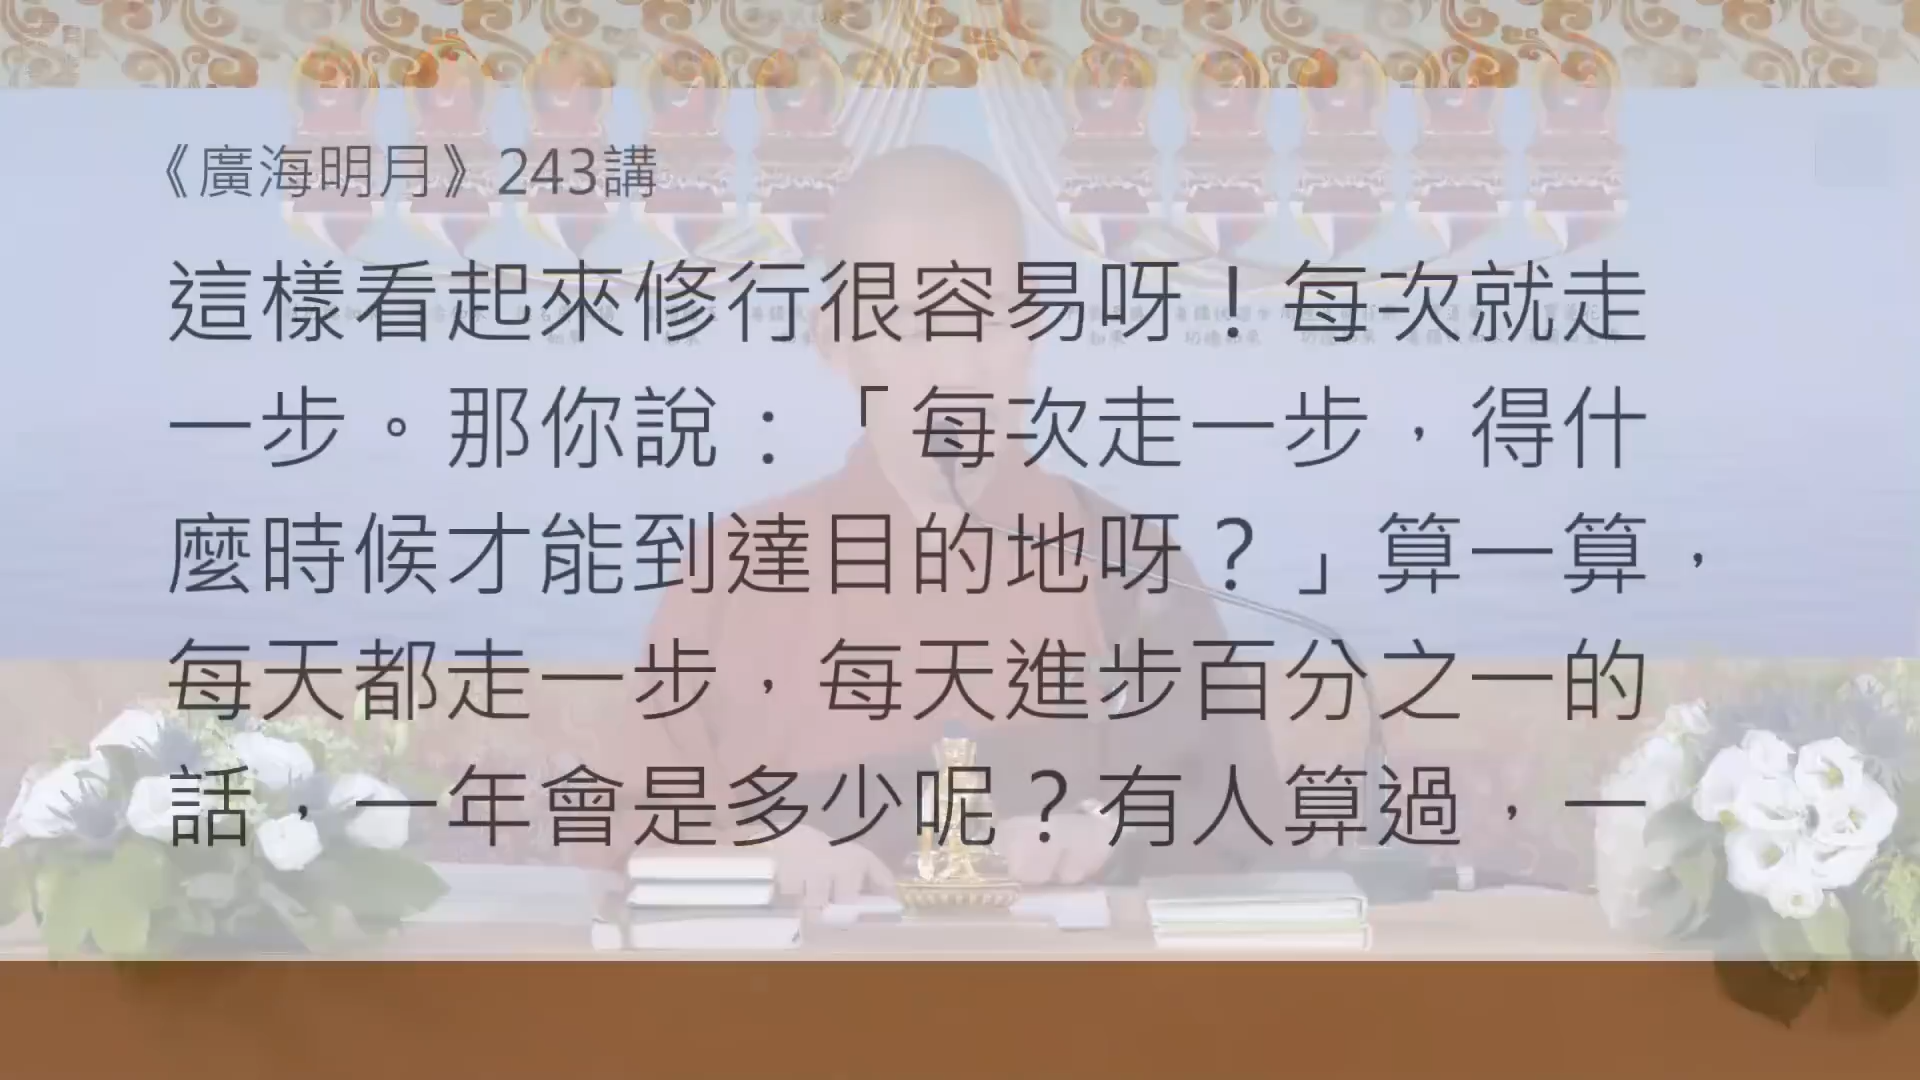 《廣海明月》243講
這樣看起來修行很容易呀！每次就走
一步。那你說：「每次走一步，得什
麼時候才能到達目的地呀？」算一算，
每天都走一步，每天進步百分之一的
話，一年會是多少呢？有人算過，一